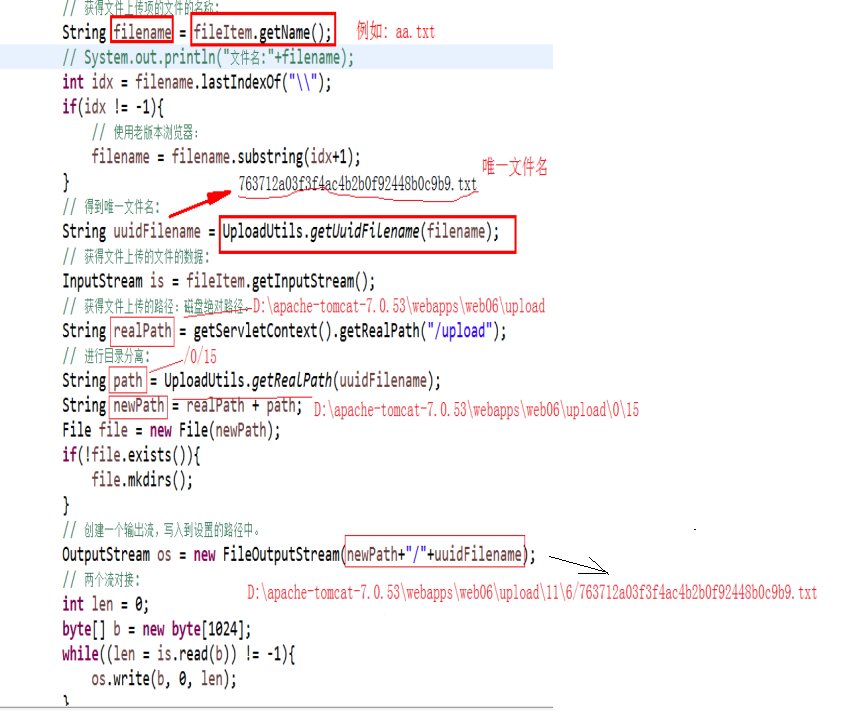 // 获得文件上传项的文件的名称:
String filename = fileItem.getName(); 例如: aa.txt
// System.out.println("文件名:"+filename);
int idx = filename.lastIndexOf("\\");
if(idx != -1){
// 使用老版本浏览器:
filename = filename.substring(idx+1);
唯一文件名
}
763712a03f3f4ac4b2b0f92448b0c9b9.txt
// 得到唯一文件名:
String uuidFilename = UploadUtils.getUuidFilename(filename);
// 获得文件上传的文件的数据:
InputStream is = fileItem.getInputStream();
// 获得文件上传的路径: 磁盘绝对路径。D:\apache-tomcat-7.0.53\webapps\web06\upload
String realPath = getServletContext().getRealPath("/upload");
// 进行目录分离: /0/15
String path = UploadUtils.getRealPath(uuidFilename);
String newPath = realPath + path; D:\apache-tomcat-7.0.53\webapps\web06\upload\0\15
File file = new File(newPath);
if(!file.exists()){
file.mkdirs();
}
// 创建一个输出流,写入到设置的路径中。
OutputStream os = new FileOutputStream(newPath+"/"+uuidFilename);
// 两个流对接:
D:\apache-tomcat-7.0.53\webapps\web06\upload\11\6/763712a03f3f4ac4b2b0f92448b0c9b9.txt
int len = 0;
byte[] b = new byte[1024];
while((len = is.read(b)) != -1){
os.write(b, 0, len);
}